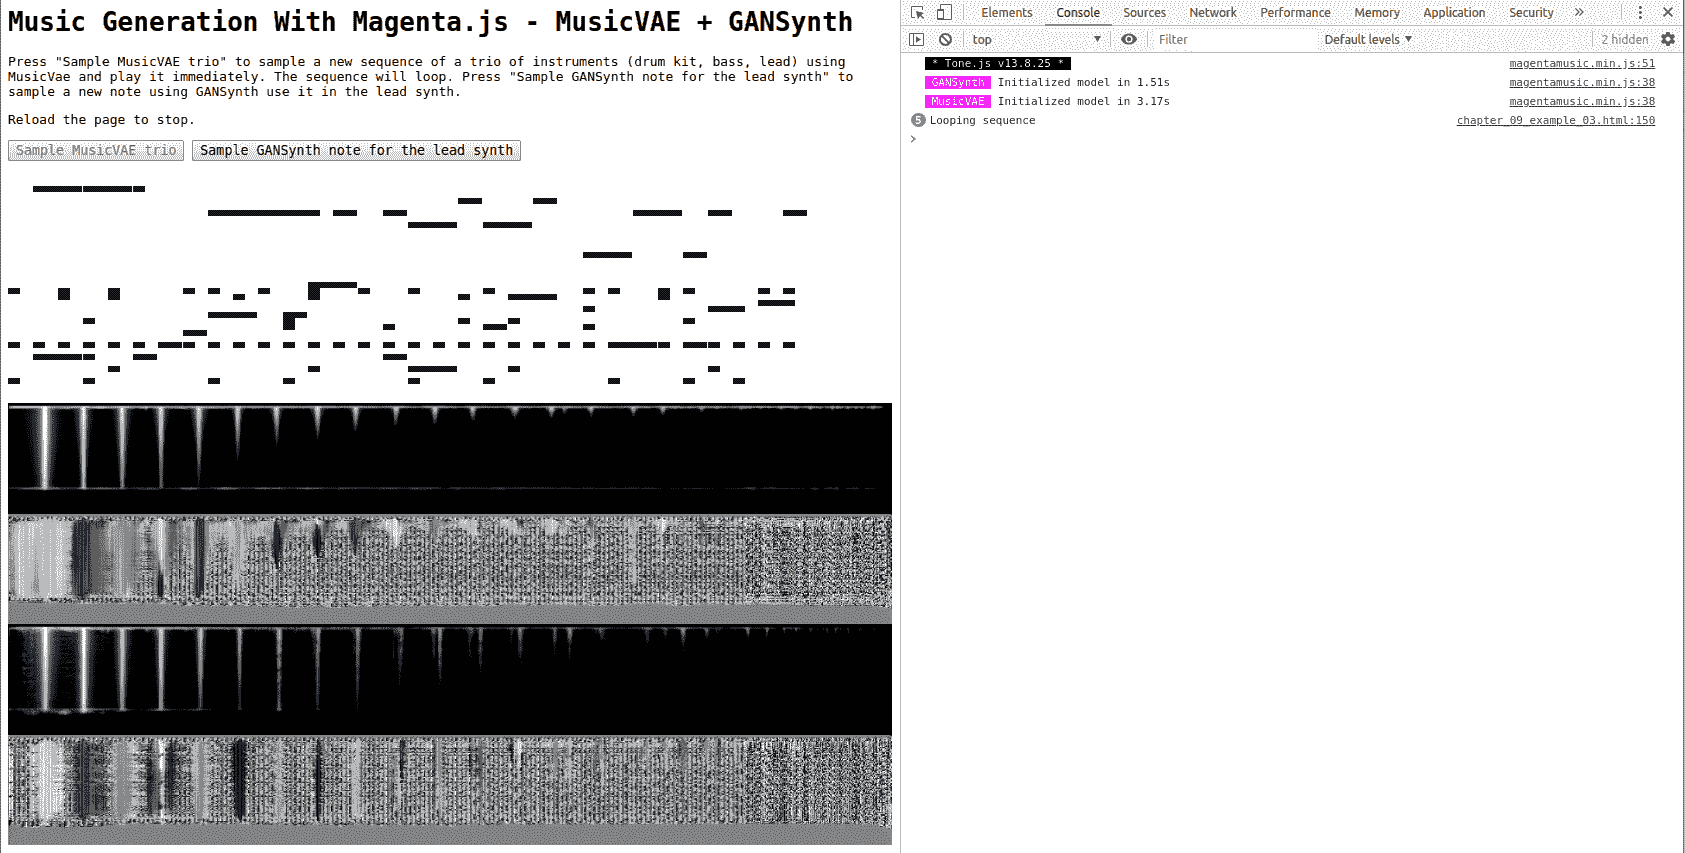 Music Generation With Magenta.js - MusicVAE + GANSynth
Press "Sample MusicVAE trio" to sample a new sequence of a trio of instruments (drum kit, bass, lead) using
MusicVae and play it immediately. The sequence will loop. Press "Sample GANSynth note for the lead synth" to
sample a new note using GANSynth use it in the lead synth.
Reload the page to stop.
Sample MusicVAE trio Sample GANSynth note for the lead synth
Elements Console Sources Network Performance Memory Application Security »
top Filter Default levels 2 hidden
* Tone.js v13.8.25 * magentamusic.min.js:51
GANSynth Initialized model in 1.51s magentamusic.min.js:38
MusicVAE Initialized model in 3.17s magentamusic.min.js:38
5 Looping sequence chapter_09_example_03.html:150
>